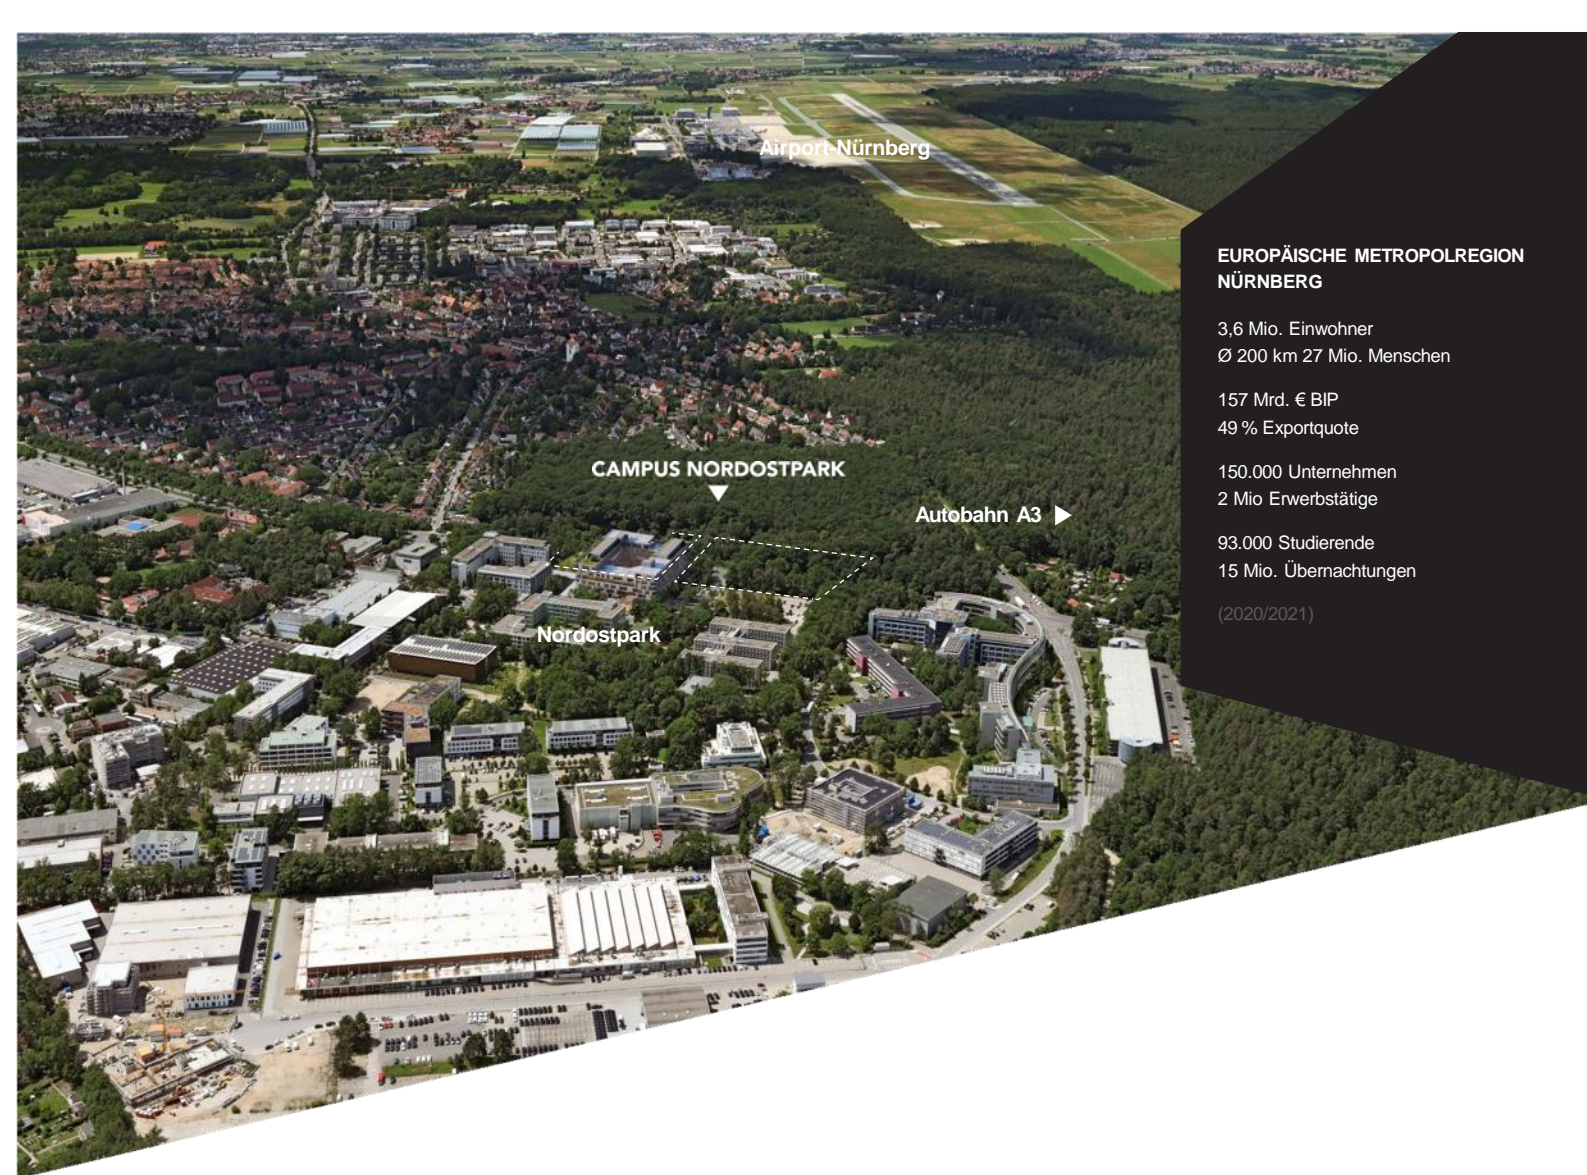 Airport-Nürnberg
EUROPÄISCHE METROPOLREGION
NÜRNBERG
3,6 Mio. Einwohner
Ø 200 km 27 Mio. Menschen
157 Mrd. € BIP
49 % Exportquote
150.000 Unternehmen
2 Mio Erwerbstätige
93.000 Studierende
15 Mio. Übernachtungen
(2020/2021)
CAMPUS NORDOSTPARK
Autobahn A3
Nordostpark